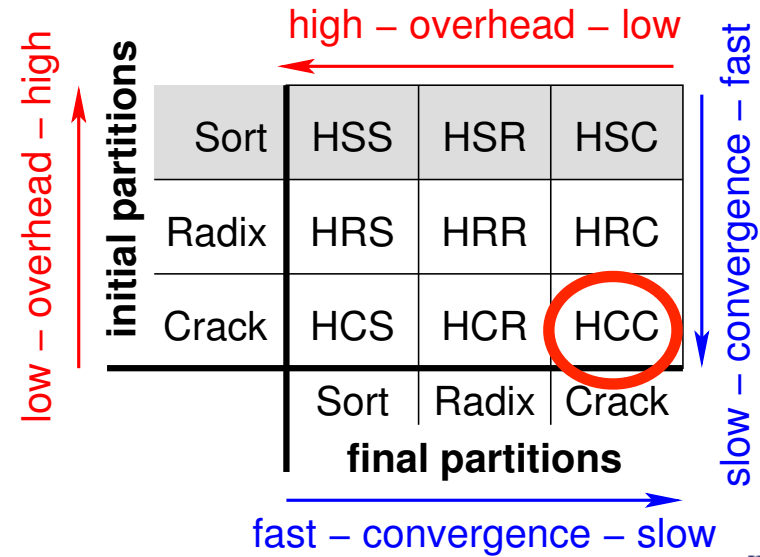 high – overhead – low
low – overhead – high
initial partitions
slow – convergence – fast
Sort HSS HSR HSC
Radix HRS HRR HRC
Crack HCS HCR HCC
Sort Radix Crack
final partitions
fast – convergence – slow